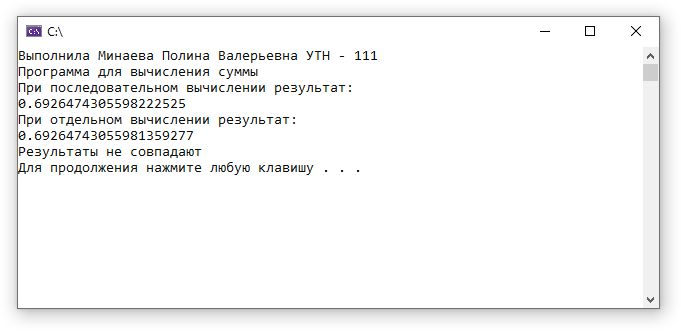 C:\
Выполнила Минаева Полина Валерьевна УТН - 111
Программа для вычисления суммы
При последовательном вычислении результат:
0.6926474305598222525
При отдельном вычислении результат:
0.69264743055981359277
Результаты не совпадают
Для продолжения нажмите любую клавишу . . .